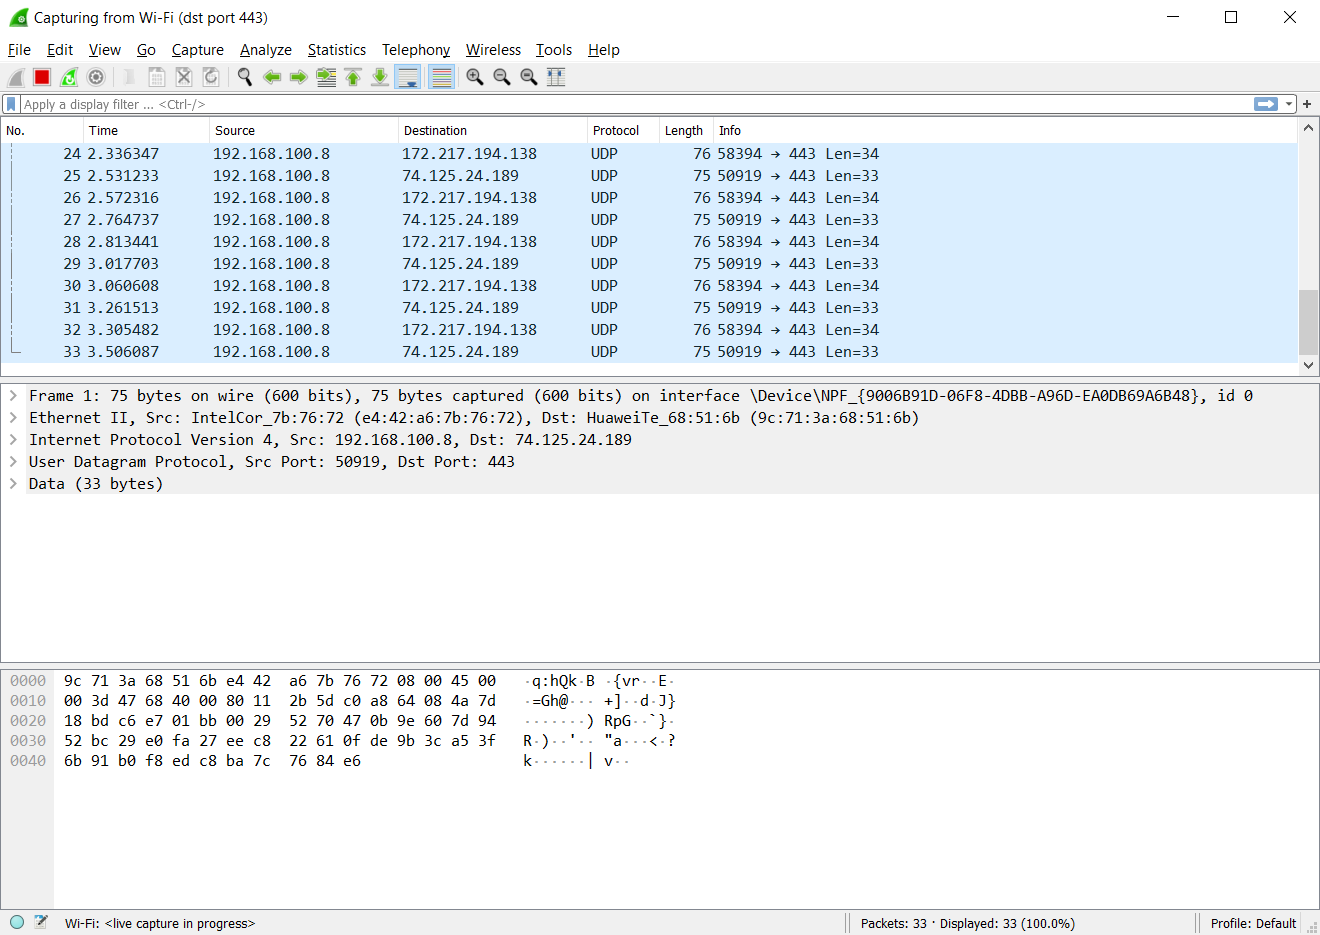 Capturing from Wi-Fi (dst port 443)
File Edit View Go Capture Analyze Statistics Telephony Wireless Tools Help
Apply a display filter ... <Ctrl-/>
No. Time Source Destination Protocol Length Info
24 2.336347 192.168.100.8 172.217.194.138 UDP 76 58394 → 443 Len=34
25 2.531233 192.168.100.8 74.125.24.189 UDP 75 50919 → 443 Len=33
26 2.572316 192.168.100.8 172.217.194.138 UDP 76 58394 → 443 Len=34
27 2.764737 192.168.100.8 74.125.24.189 UDP 75 50919 → 443 Len=33
28 2.813441 192.168.100.8 172.217.194.138 UDP 76 58394 → 443 Len=34
29 3.017703 192.168.100.8 74.125.24.189 UDP 75 50919 → 443 Len=33
30 3.060608 192.168.100.8 172.217.194.138 UDP 76 58394 → 443 Len=34
31 3.261513 192.168.100.8 74.125.24.189 UDP 75 50919 → 443 Len=33
32 3.305482 192.168.100.8 172.217.194.138 UDP 76 58394 → 443 Len=34
33 3.506087 192.168.100.8 74.125.24.189 UDP 75 50919 → 443 Len=33
Frame 1: 75 bytes on wire (600 bits), 75 bytes captured (600 bits) on interface \Device\NPF_{9006B91D-06F8-4DBB-A96D-EA0DB69A6B48}, id 0
Ethernet II, Src: IntelCor_7b:76:72 (e4:42:a6:7b:76:72), Dst: HuaweiTe_68:51:6b (9c:71:3a:68:51:6b)
Internet Protocol Version 4, Src: 192.168.100.8, Dst: 74.125.24.189
User Datagram Protocol, Src Port: 50919, Dst Port: 443
Data (33 bytes)
0000 9c 71 3a 68 51 6b e4 42 a6 7b 76 72 08 00 45 00 ·q:hQk·B ·{vr··E·
0010 00 3d 47 68 40 00 80 11 2b 5d c0 a8 64 08 4a 7d ·=Gh@··· +]··d·J}
0020 18 bd c6 e7 01 bb 00 29 52 70 47 0b 9e 60 7d 94 ·······) RpG··`}·
0030 52 bc 29 e0 fa 27 ee c8 22 61 0f de 9b 3c a5 3f R·)··'·· "a···<·?
0040 6b 91 b0 f8 ed c8 ba 7c 76 84 e6 k······| v··
Wi-Fi: <live capture in progress> Packets: 33 · Displayed: 33 (100.0%) Profile: Default